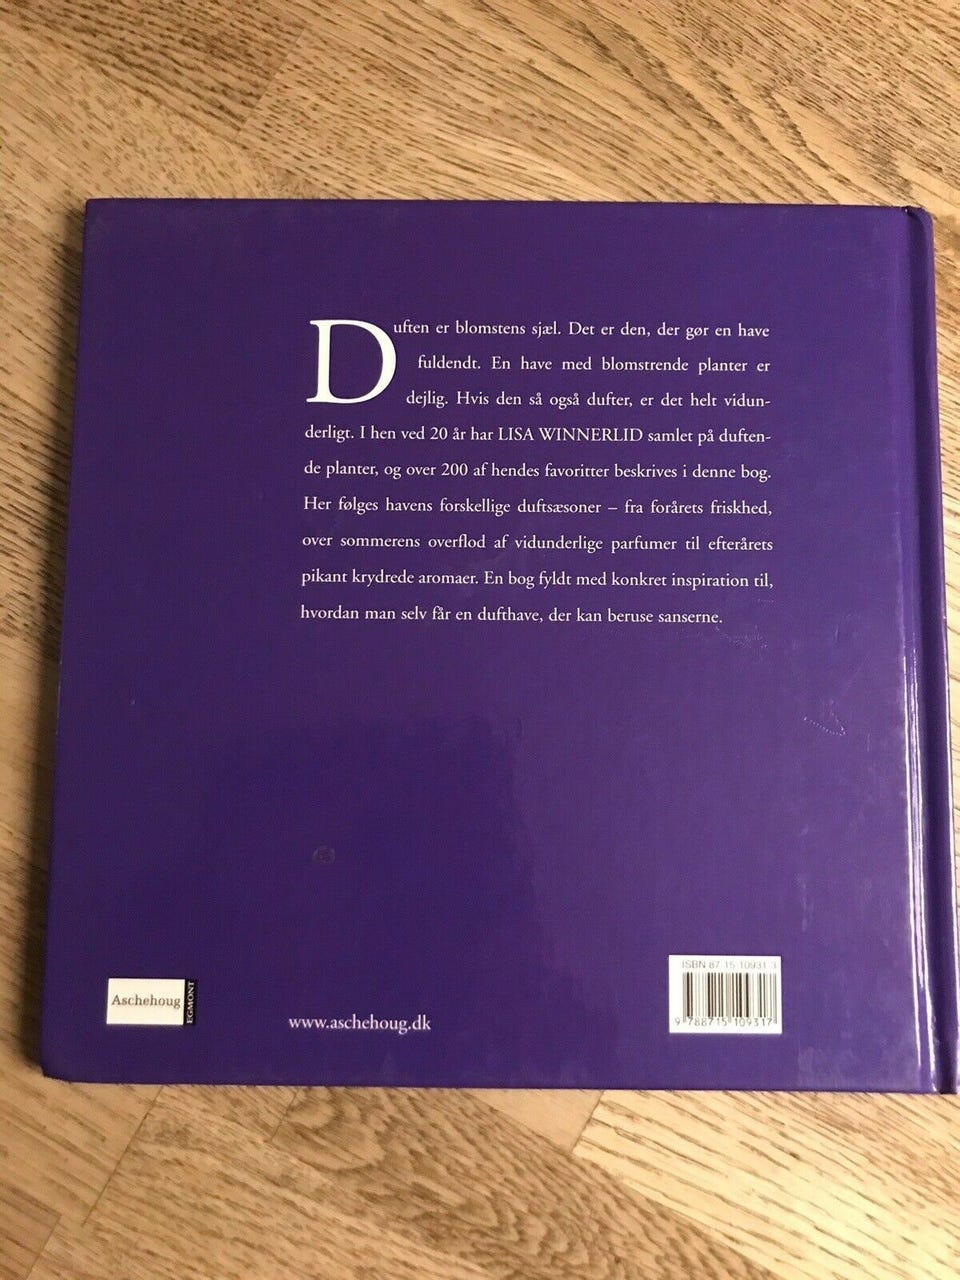 Duften er blomstens sjæl. Det er den, der gør en have
fuldendt. En have med blomstrende planter er
dejlig. Hvis den så også dufter, er det helt vidun-
derligt. I hen ved 20 år har LISA WINNERLID samlet på duften-
de planter, og over 200 af hendes favoritter beskrives i denne bog.
Her følges havens forskellige duftsæsoner – fra forårets friskhed,
over sommerens overflod af vidunderlige parfumer til efterårets
pikant krydrede aromaer. En bog fyldt med konkret inspiration til,
hvordan man selv får en dufthave, der kan beruse sanserne.
Aschehoug
EGMONT
www.aschehoug.dk
ISBN 87-15-10931-3
9 788715 109317